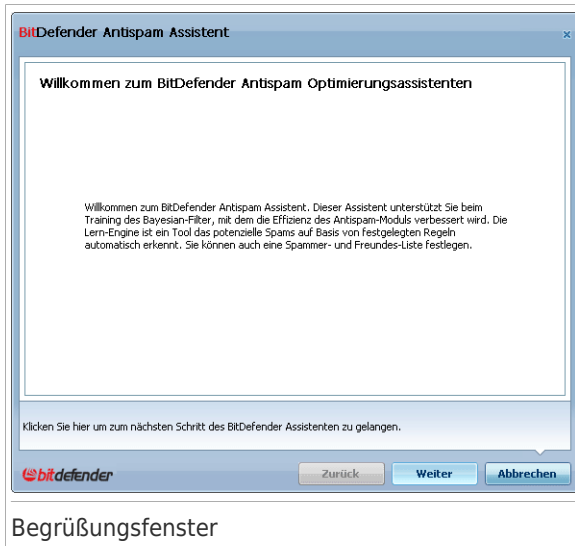 BitDefender Antispam Assistent
x
Willkommen zum BitDefender Antispam Optimierungsassistenten
Willkommen zum BitDefender Antispam Assistent. Dieser Assistent unterstützt Sie beim
Training des Bayesian-Filter, mit dem die Effizienz des Antispam-Moduls verbessert wird. Die
Lern-Engine ist ein Tool das potenzielle Spams auf Basis von festgelegten Regeln
automatisch erkennt. Sie können auch eine Spammer- und Freundes-Liste festlegen.
Klicken Sie hier um zum nächsten Schritt des BitDefender Assistenten zu gelangen.
bitdefender Zurück Weiter Abbrechen
Begrüßungsfenster